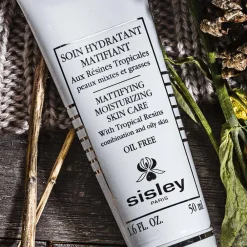 SOIN HYDRATANT
MATIFIANT
Aux Résines Tropicales
peaux mixtes et grasses
MATTIFYING
MOISTURIZING
SKIN CARE
With Tropical Resins
combination and oily skin
OIL FREE
sisley
PARIS
1.6 FL. OZ. 50 ml